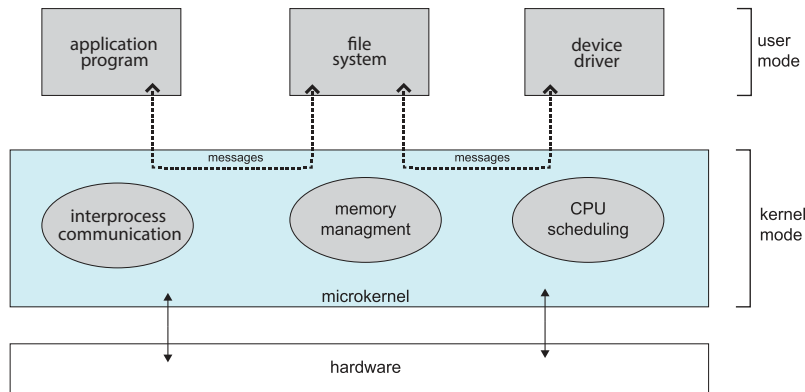 application
program
file
system
device
driver
user
mode
messages
messages
interprocess
communication
memory
managment
CPU
scheduling
kernel
mode
microkernel
hardware